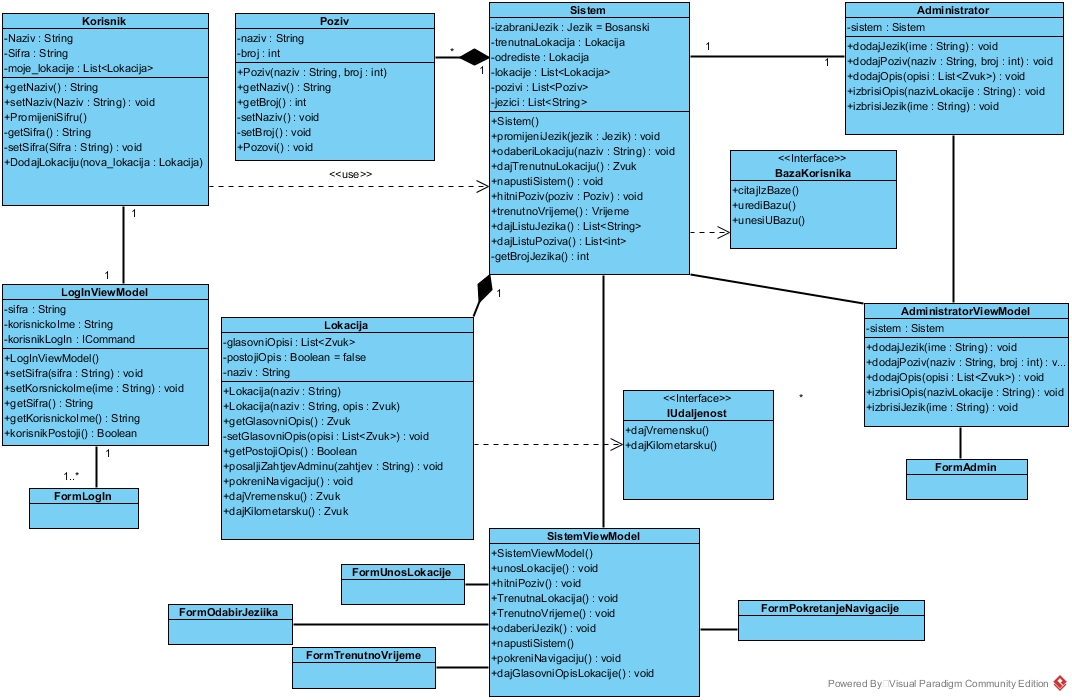 Korisnik
-Naziv : String
-Sifra : String
-moje_lokacije : List<Lokacija>
+getNaziv() : String
+setNaziv(Naziv : String) : void
+PromijeniSifru()
-getSifra() : String
-setSifra(Sifra : String) : void
+DodajLokaciju(nova_lokacija : Lokacija)
Poziv
-naziv : String
-broj : int
+Poziv(naziv : String, broj : int)
+getNaziv() : String
+getBroj() : int
-setNaziv() : void
-setBroj() : void
+Pozovi() : void
*
1
Sistem
-izabraniJezik : Jezik = Bosanski
-trenutnaLokacija : Lokacija
-odrediste : Lokacija
-lokacije : List<Lokacija>
-pozivi : List<Poziv>
-jezici : List<String>
+Sistem()
+promijeniJezik(jezik : Jezik) : void
+odaberiLokaciju(naziv : String) : void
+dajTrenutnuLokaciju() : Zvuk
+napustiSistem() : void
+hitniPoziv(poziv : Poziv) : void
+trenutnoVrijeme() : Vrijeme
+dajListuJezika() : List<String>
+dajListuPoziva() : List<int>
-getBrojJezika() : int
1
1
Administrator
-sistem : Sistem
+dodajJezik(ime : String) : void
+dodajPoziv(naziv : String, broj : int) : void
+dodajOpis(opisi : List<Zvuk>) : void
+izbrisiOpis(nazivLokacije : String) : void
+izbrisiJezik(ime : String) : void
<<Interface>>
BazaKorisnika
+citajIzBaze()
+urediBazu()
+unesiUBazu()
<<use>>
1
1
LogInViewModel
-sifra : String
-korisnickoIme : String
-korisnikLogIn : ICommand
+LogInViewModel()
+setSifra(sifra : String) : void
+setKorsnickoIme(ime : String) : void
+getSifra() : String
+getKorisnickoIme() : String
+korisnikPostoji() : Boolean
1
1..*
FormLogIn
1
Lokacija
-glasovniOpisi : List<Zvuk>
-postojiOpis : Boolean = false
-naziv : String
+Lokacija(naziv : String)
+Lokacija(naziv : String, opis : Zvuk)
+getGlasovniOpis() : Zvuk
-setGlasovniOpis(opisi : List<Zvuk>) : void
+getPostojiOpis() : Boolean
+posaljiZahtjevAdminu(zahtjev : String) : void
+pokreniNavigaciju() : void
+dajVremensku() : Zvuk
+dajKilometarsku() : Zvuk
<<Interface>>
IUdaljenost
+dajVremensku()
+dajKilometarsku()
*
AdministratorViewModel
-sistem : Sistem
+dodajJezik(ime : String) : void
+dodajPoziv(naziv : String, broj : int) : v...
+dodajOpis(opisi : List<Zvuk>) : void
+izbrisiOpis(nazivLokacije : String) : void
+izbrisiJezik(ime : String) : void
FormAdmin
SistemViewModel
+SistemViewModel()
+unosLokacije() : void
+hitniPoziv() : void
+TrenutnaLokacija() : void
+TrenutnoVrijeme() : void
+odaberiJezik() : void
+napustiSistem()
+pokreniNavigaciju() : void
+dajGlasovniOpisLokacije() : void
FormUnosLokacije
FormOdabirJeziika
FormTrenutnoVrijeme
FormPokretanjeNavigacije
Powered By Visual Paradigm Community Edition